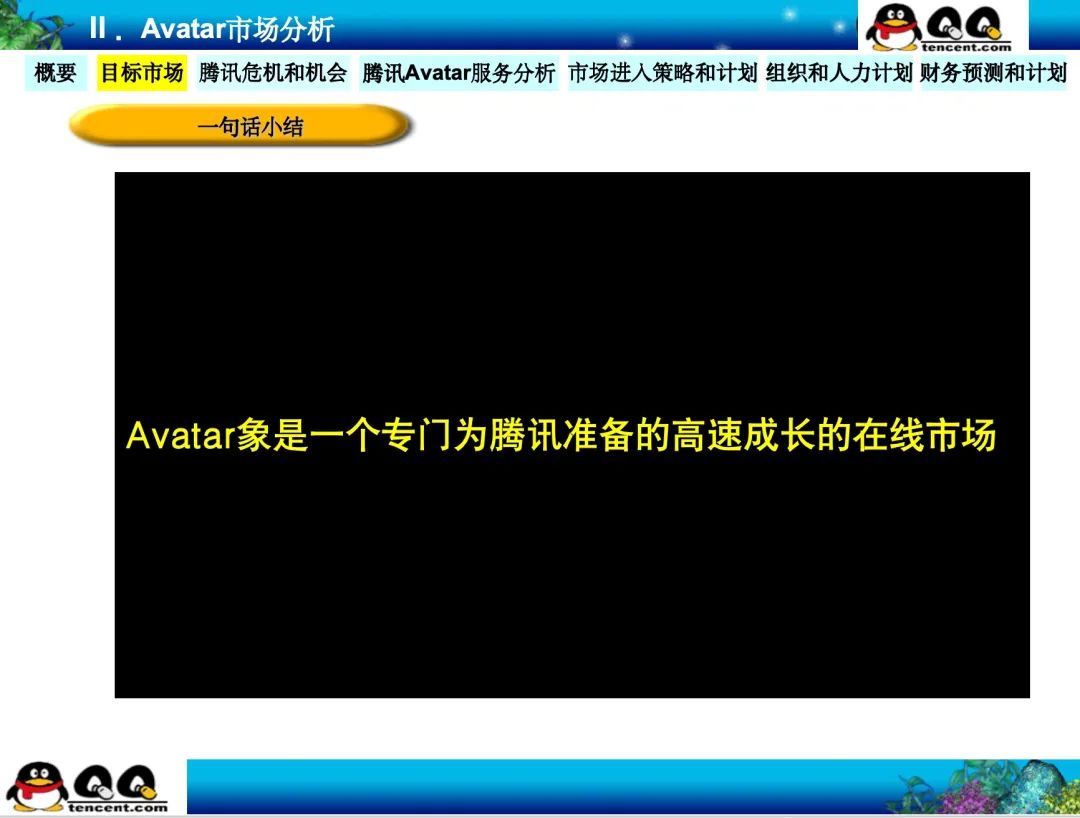 II．Avatar市场分析
QQ
tencent.com
概要 目标市场 腾讯危机和机会 腾讯Avatar服务分析 市场进入策略和计划 组织和人力计划 财务预测和计划
一句话小结
Avatar象是一个专门为腾讯准备的高速成长的在线市场
QQ
tencent.com